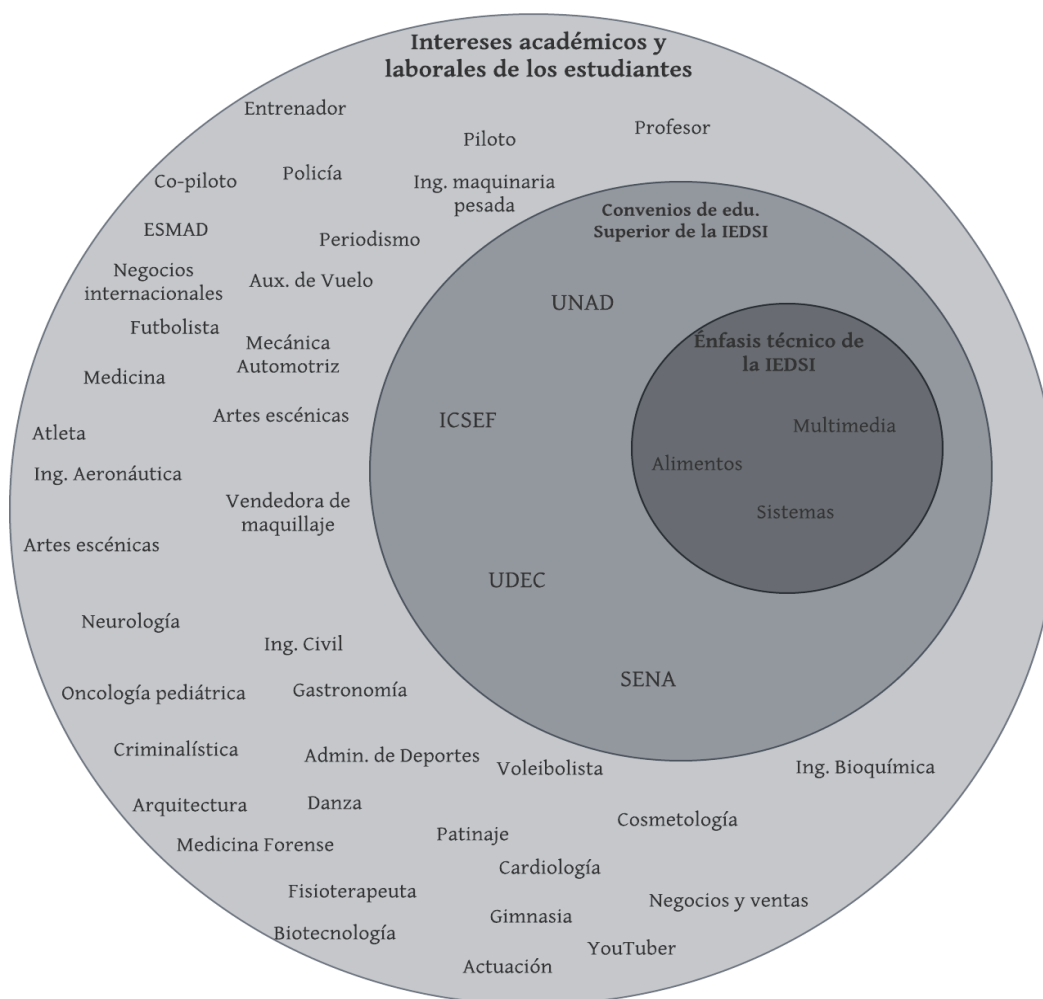 Intereses académicos y
laborales de los estudiantes
Entrenador
Piloto
Profesor
Co-piloto
Policía
Ing. maquinaria
pesada
ESMAD
Periodismo
Negocios
internacionales
Aux. de Vuelo
Futbolista
Mecánica
Automotriz
Medicina
Artes escénicas
Atleta
Ing. Aeronáutica
Vendedora de
maquillaje
Artes escénicas
Neurología
Ing. Civil
Oncología pediátrica
Gastronomía
Criminalística
Admin. de Deportes
Voleibolista
Ing. Bioquímica
Arquitectura
Danza
Cosmetología
Medicina Forense
Patinaje
Cardiología
Fisioterapeuta
Negocios y ventas
Gimnasia
Biotecnología
YouTuber
Actuación
Convenios de edu.
Superior de la IEDSI
UNAD
ICSEF
UDEC
SENA
Énfasis técnico de
la IEDSI
Multimedia
Alimentos
Sistemas